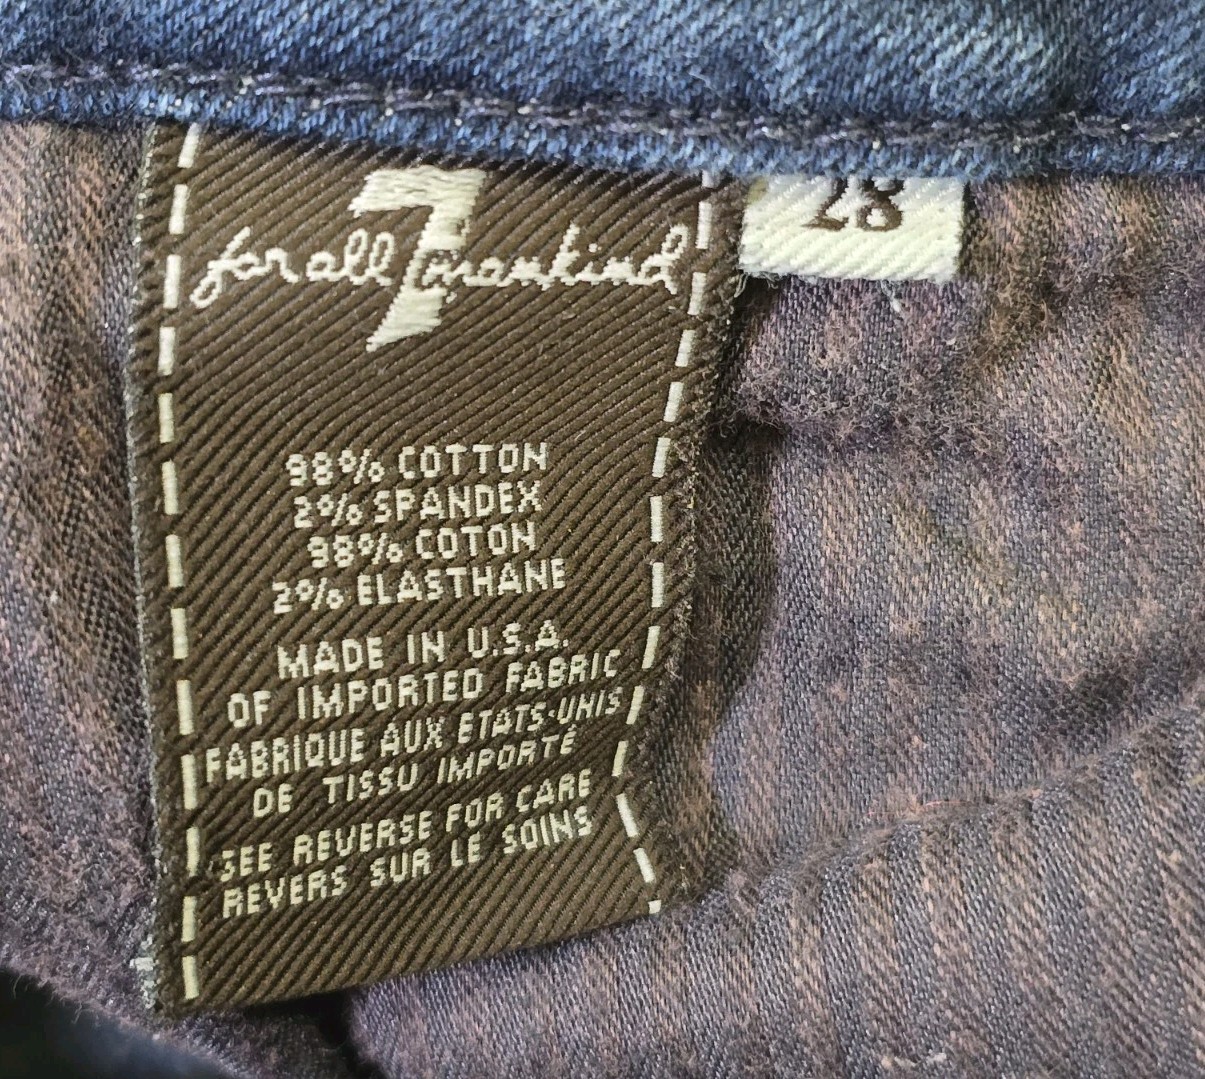 7 for all mankind
28
98% COTTON
2% SPANDEX
98% COTON
2% ELASTHANE
MADE IN U.S.A.
OF IMPORTED FABRIC
FABRIQUE AUX ETATS-UNIS
DE TISSU IMPORTÉ
SEE REVERSE FOR CARE
REVERS SUR LE SOINS